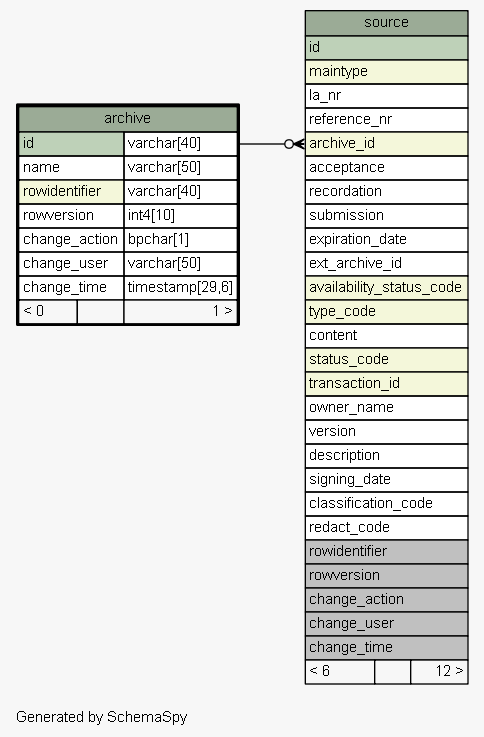 archive
id varchar[40]
name varchar[50]
rowidentifier varchar[40]
rowversion int4[10]
change_action bpchar[1]
change_user varchar[50]
change_time timestamp[29,6]
< 0 1 >
source
id
maintype
la_nr
reference_nr
archive_id
acceptance
recordation
submission
expiration_date
ext_archive_id
availability_status_code
type_code
content
status_code
transaction_id
owner_name
version
description
signing_date
classification_code
redact_code
rowidentifier
rowversion
change_action
change_user
change_time
< 6 12 >
Generated by SchemaSpy